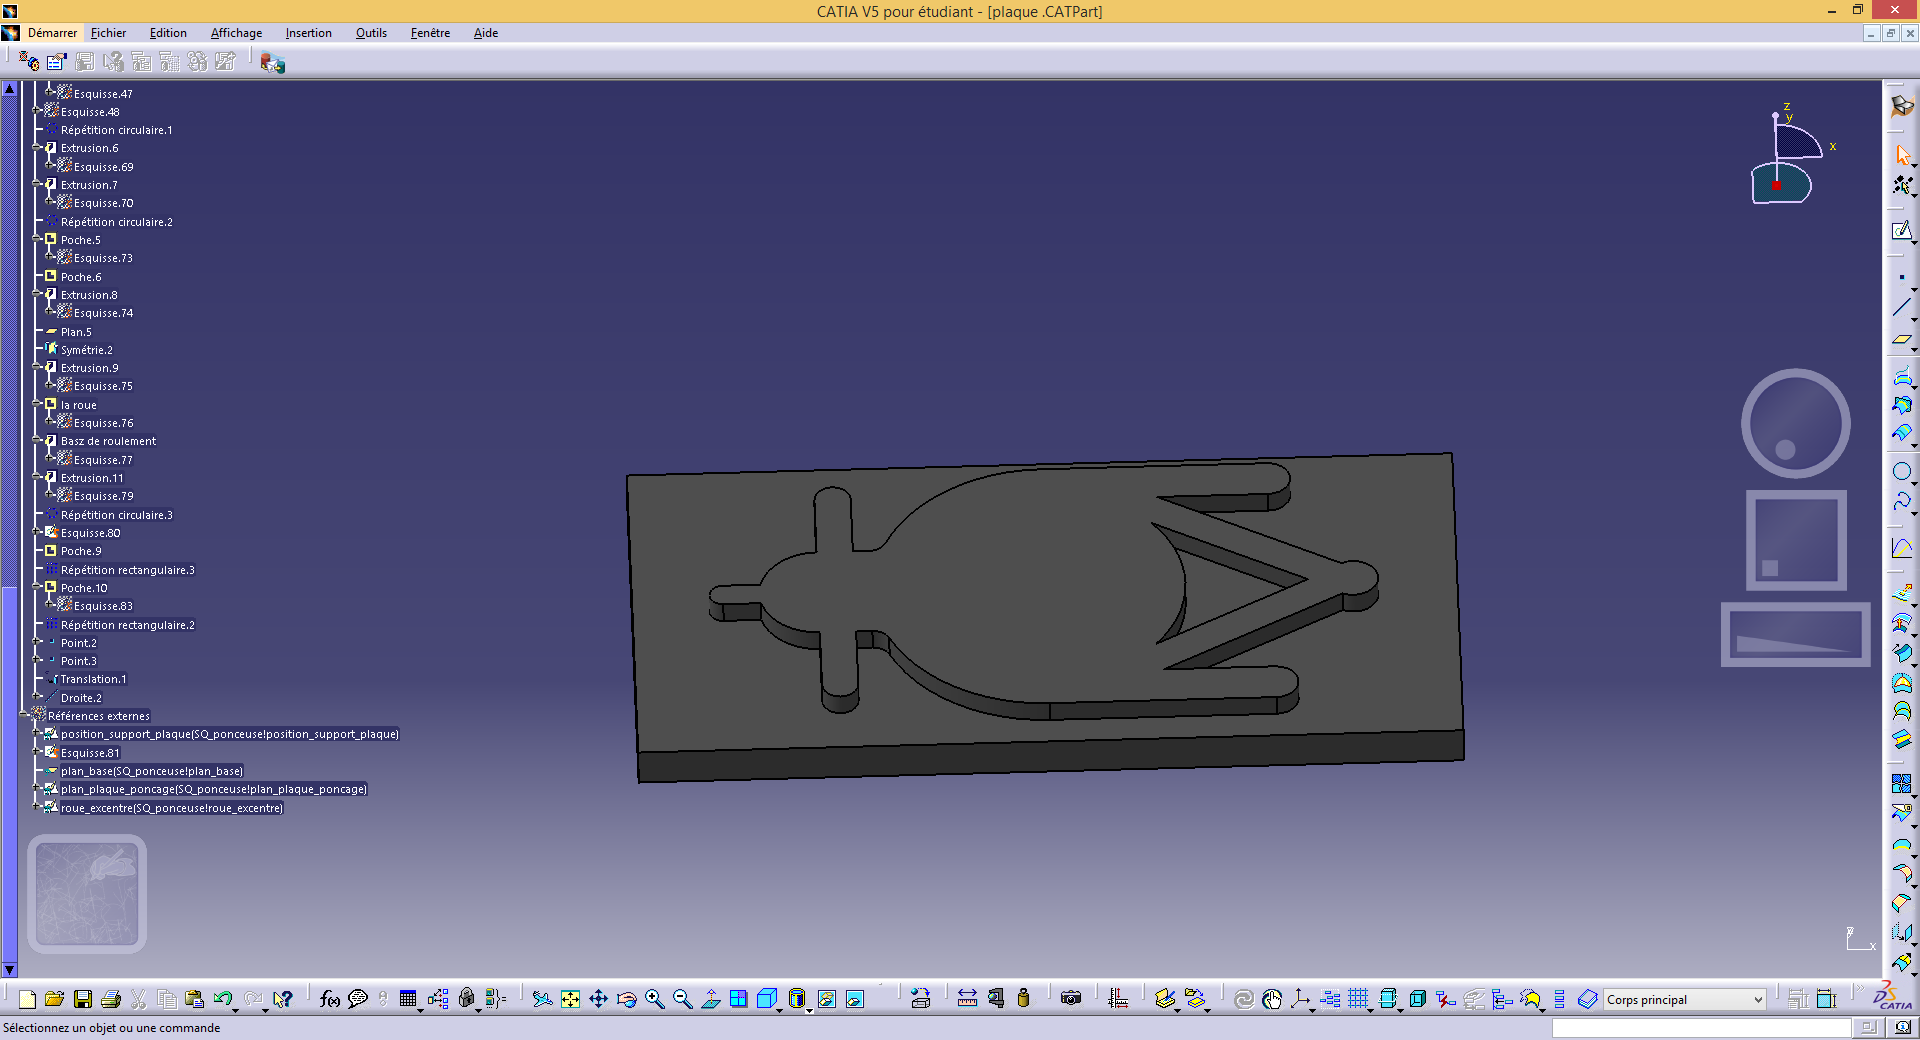 CATIA V5 pour étudiant - [plaque .CATPart]
Démarrer Fichier Edition Affichage Insertion Outils Fenêtre Aide
Esquisse.47
Esquisse.48
Répétition circulaire.1
Extrusion.6
Esquisse.69
Extrusion.7
Esquisse.70
Répétition circulaire.2
Poche.5
Esquisse.73
Poche.6
Extrusion.8
Esquisse.74
Plan.5
Symétrie.2
Extrusion.9
Esquisse.75
la roue
Esquisse.76
Basz de roulement
Esquisse.77
Extrusion.11
Esquisse.79
Répétition circulaire.3
Esquisse.80
Poche.9
Répétition rectangulaire.3
Poche.10
Esquisse.83
Répétition rectangulaire.2
Point.2
Point.3
Translation.1
Droite.2
Références externes
position_support_plaque(SQ_ponceuse!position_support_plaque)
Esquisse.81
plan_base(SQ_ponceuse!plan_base)
plan_plaque_poncage(SQ_ponceuse!plan_plaque_poncage)
roue_excentre(SQ_ponceuse!roue_excentre)
z
y
x
x
f(x)
Corps principal
CATIA
Sélectionnez un objet ou une commande